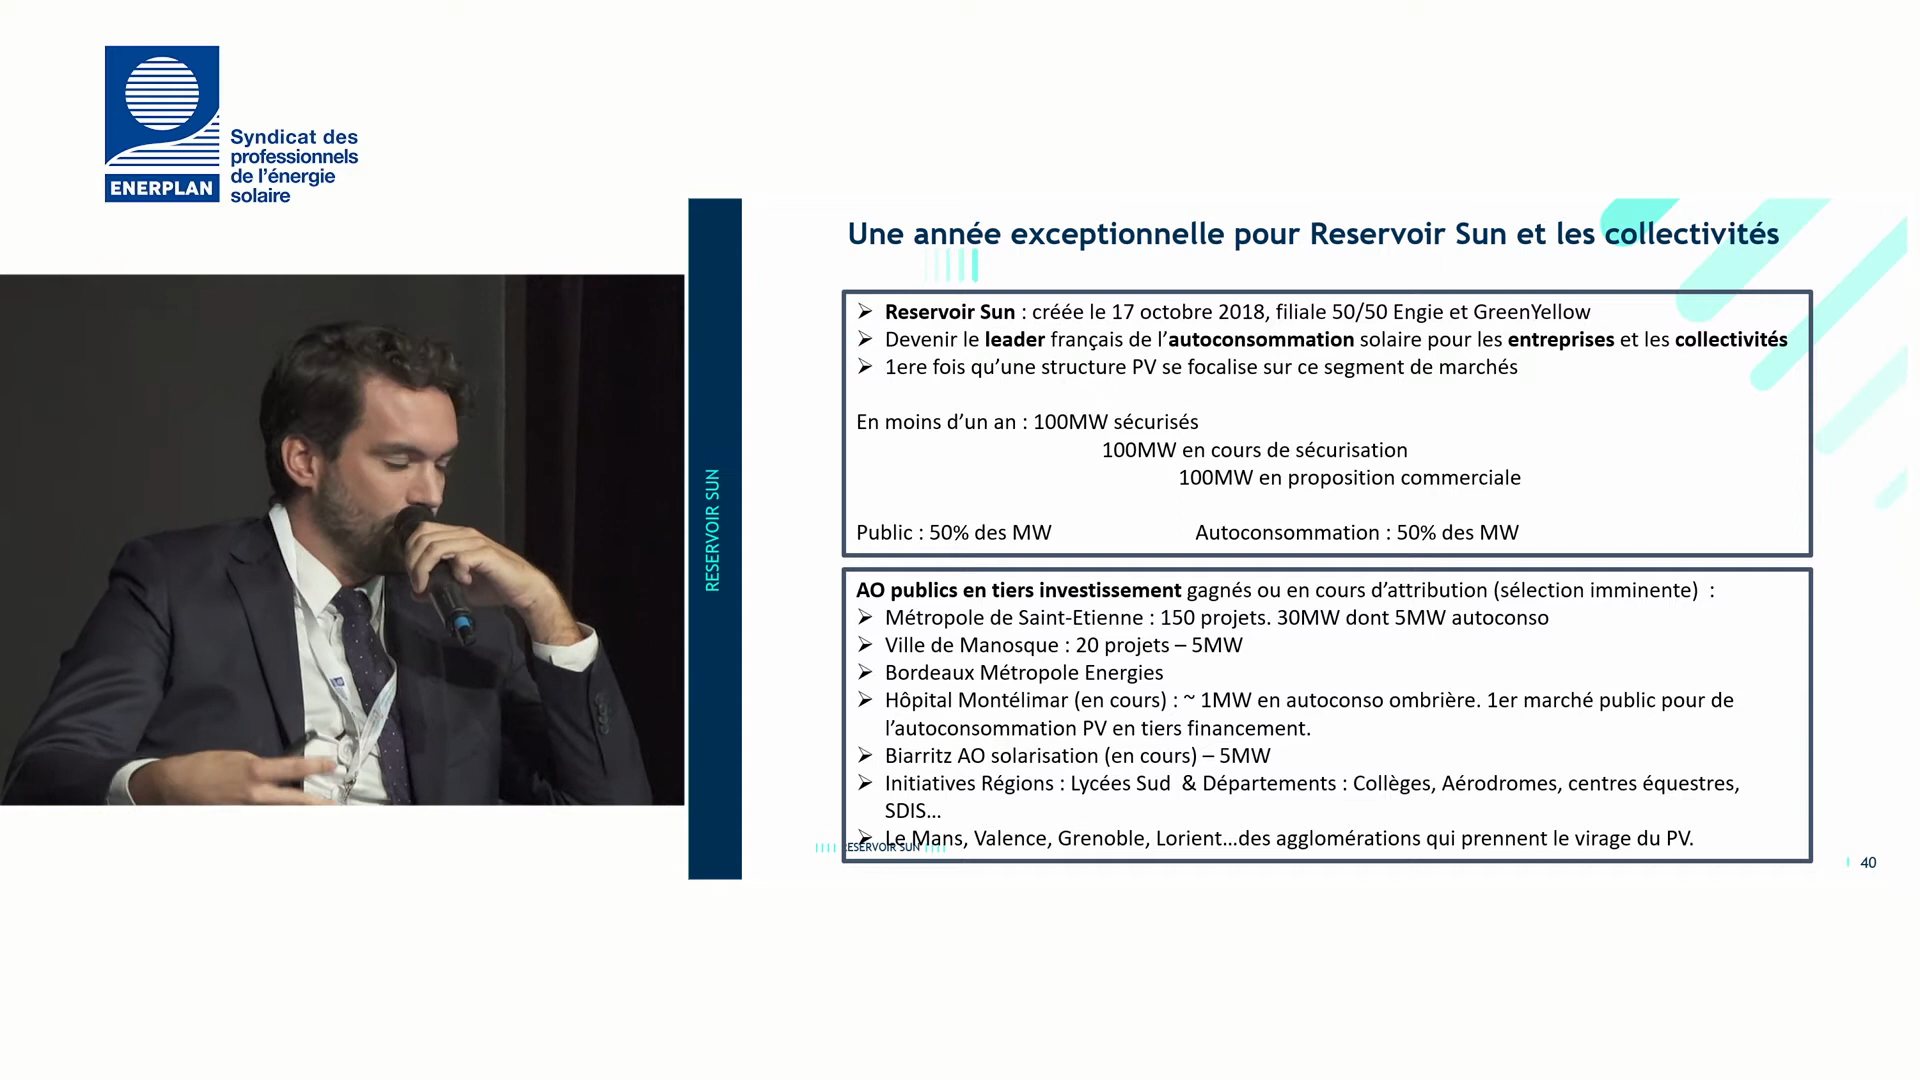 Syndicat des
professionnels
de l'énergie
solaire
ENERPLAN
RESERVOIR SUN
Une année exceptionnelle pour Reservoir Sun et les collectivités
➢ Reservoir Sun : créée le 17 octobre 2018, filiale 50/50 Engie et GreenYellow
➢ Devenir le leader français de l'autoconsommation solaire pour les entreprises et les collectivités
➢ 1ere fois qu'une structure PV se focalise sur ce segment de marchés
En moins d'un an : 100MW sécurisés
100MW en cours de sécurisation
100MW en proposition commerciale
Public : 50% des MW Autoconsommation : 50% des MW
AO publics en tiers investissement gagnés ou en cours d'attribution (sélection imminente) :
➢ Métropole de Saint-Etienne : 150 projets. 30MW dont 5MW autoconso
➢ Ville de Manosque : 20 projets – 5MW
➢ Bordeaux Métropole Energies
➢ Hôpital Montélimar (en cours) : ~ 1MW en autoconso ombrière. 1er marché public pour de
l'autoconsommation PV en tiers financement.
➢ Biarritz AO solarisation (en cours) – 5MW
➢ Initiatives Régions : Lycées Sud & Départements : Collèges, Aérodromes, centres équestres,
SDIS…
➢ Le Mans, Valence, Grenoble, Lorient…des agglomérations qui prennent le virage du PV.
RESERVOIR SUN
40